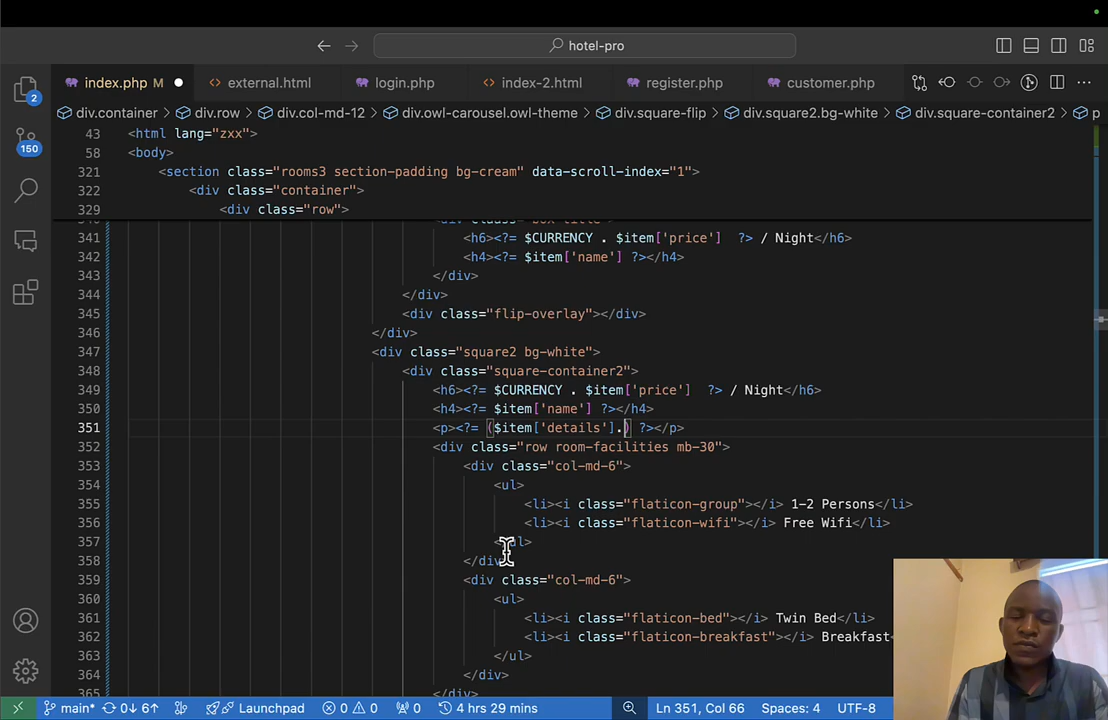 hotel-pro
index.php M
external.html
login.php
index-2.html
register.php
customer.php
div.container > div.row > div.col-md-12 > div.owl-carousel.owl-theme > div.square-flip > div.square2.bg-white > div.square-container2 > p
43 <html lang="zxx">
58 <body>
321 <section class="rooms3 section-padding bg-cream" data-scroll-index="1">
322 <div class="container">
329 <div class="row">
341 <h6><?= $CURRENCY . $item['price'] ?> / Night</h6>
342 <h4><?= $item['name'] ?></h4>
343 </div>
344 </div>
345 <div class="flip-overlay"></div>
346 </div>
347 <div class="square2 bg-white">
348 <div class="square-container2">
349 <h6><?= $CURRENCY . $item['price'] ?> / Night</h6>
350 <h4><?= $item['name'] ?></h4>
351 <p><?= ($item['details'].) ?></p>
352 <div class="row room-facilities mb-30">
353 <div class="col-md-6">
354 <ul>
355 <li><i class="flaticon-group"></i> 1-2 Persons</li>
356 <li><i class="flaticon-wifi"></i> Free Wifi</li>
357 </ul>
358 </div>
359 <div class="col-md-6">
360 <ul>
361 <li><i class="flaticon-bed"></i> Twin Bed</li>
362 <li><i class="flaticon-breakfast"></i> Breakfast<
363 </ul>
364 </div>
365 </div>
2
150
main* 0↓ 6↑ Launchpad 0 0 0 4 hrs 29 mins Ln 351, Col 66 Spaces: 4 UTF-8